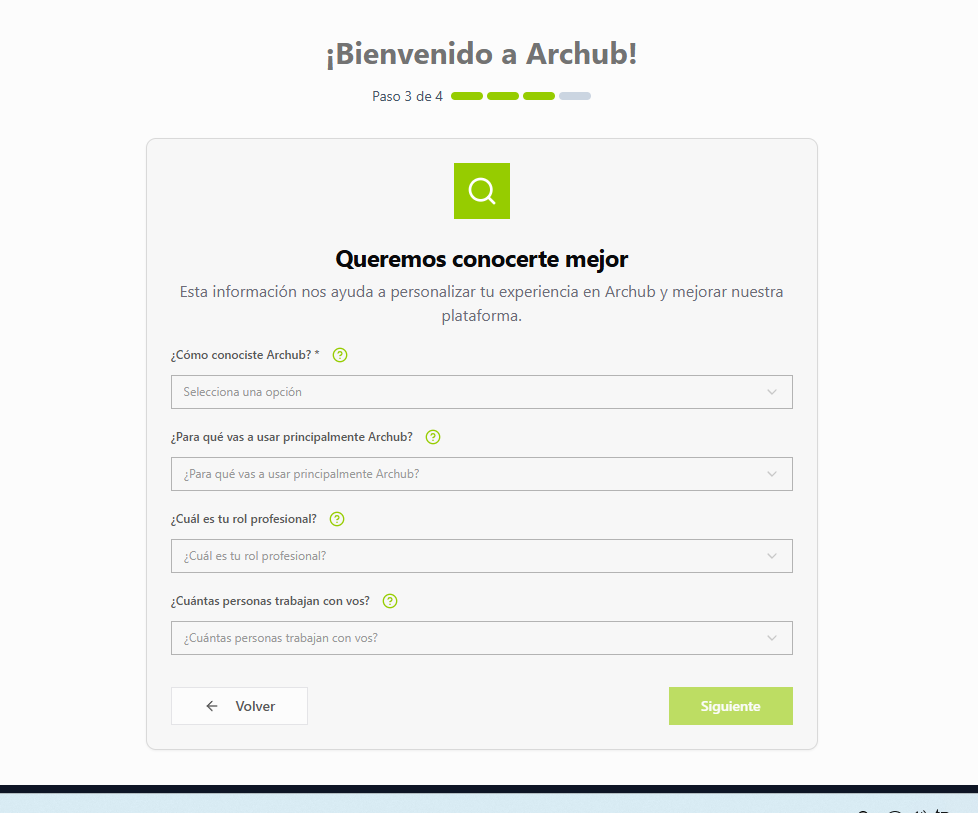 ¡Bienvenido a Archub!
Paso 3 de 4
Queremos conocerte mejor
Esta información nos ayuda a personalizar tu experiencia en Archub y mejorar nuestra
plataforma.
¿Cómo conociste Archub? *
Selecciona una opción
¿Para qué vas a usar principalmente Archub?
¿Para qué vas a usar principalmente Archub?
¿Cuál es tu rol profesional?
¿Cuál es tu rol profesional?
¿Cuántas personas trabajan con vos?
¿Cuántas personas trabajan con vos?
Volver
Siguiente